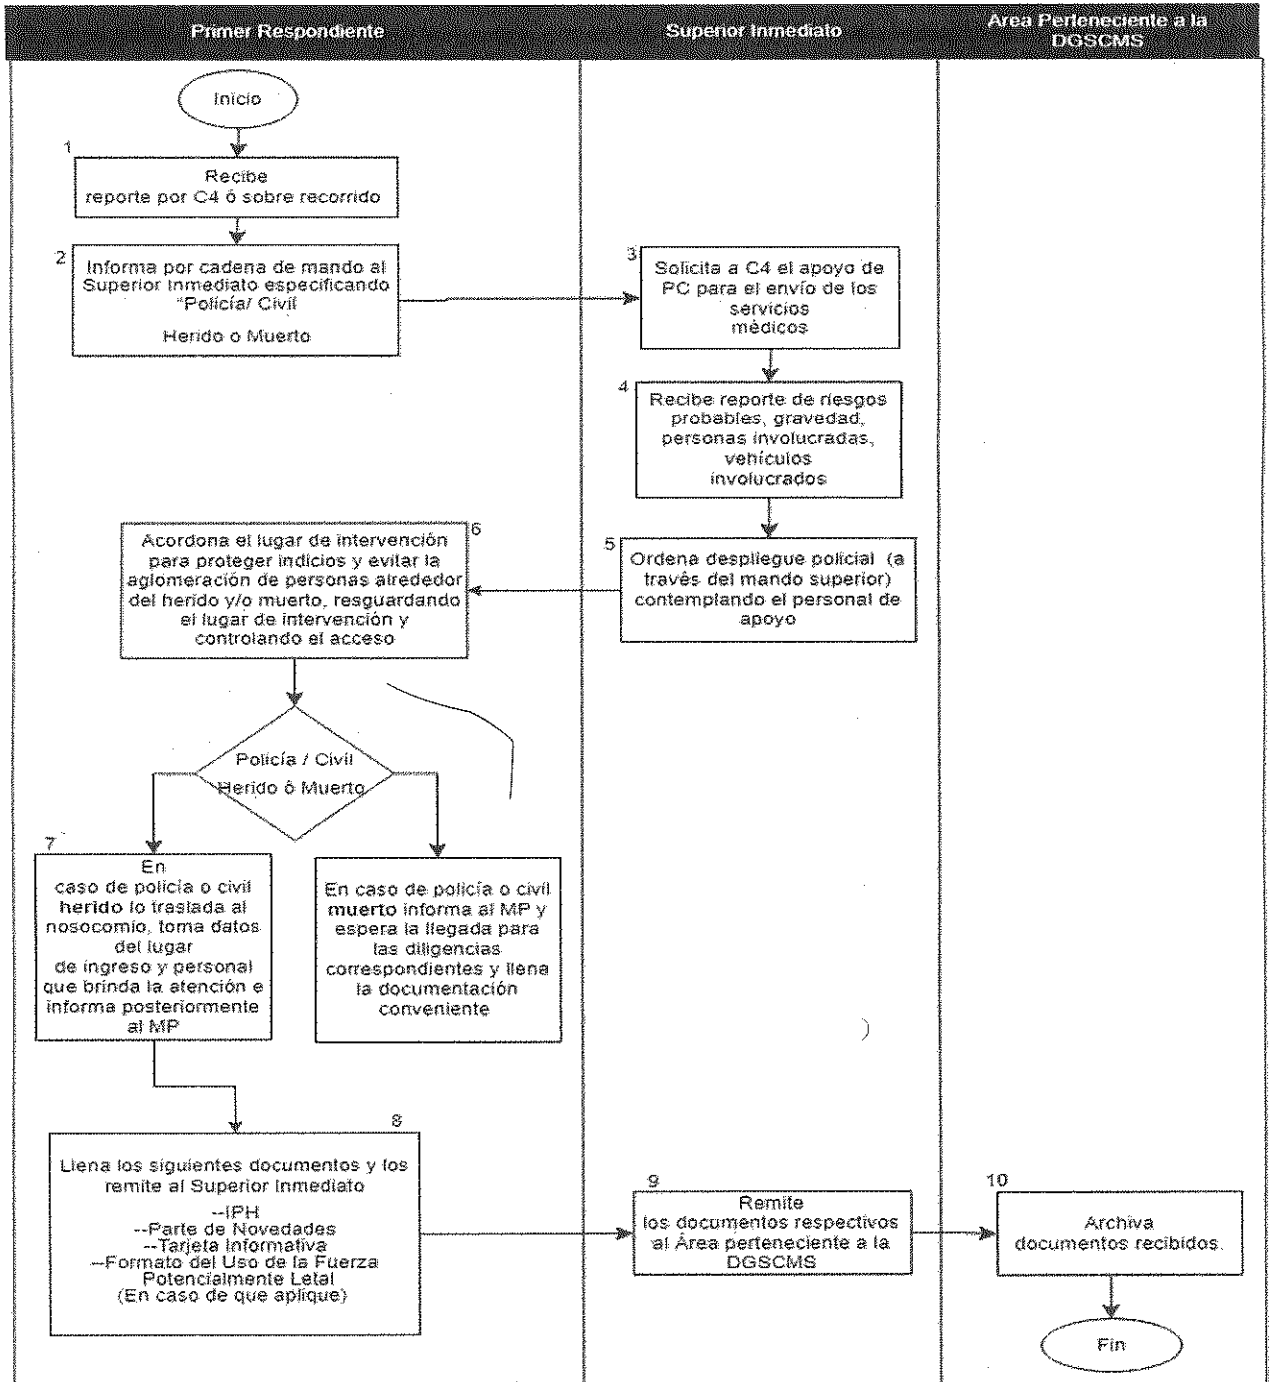 Primer Respondiente
Superior Inmediato
Área Perteneciente a la
DGSCMS
Inicio
1
Recibe
reporte por C4 ó sobre recorrido
2
Informa por cadena de mando al
Superior Inmediato especificando
"Policía/ Civil
Herido o Muerto
3
Solicita a C4 el apoyo de
PC para el envío de los
servicios
médicos
4
Recibe reporte de riesgos
probables, gravedad,
personas involucradas,
vehículos
involucrados
5
Ordena despliegue policial (a
través del mando superior)
contemplando el personal de
apoyo
6
Acordona el lugar de intervención
para proteger indicios y evitar la
aglomeración de personas alrededor
del herido y/o muerto, resguardando
el lugar de intervención y
controlando el acceso
Policía / Civil
Herido ó Muerto
7
En
caso de policía o civil
herido lo traslada al
nosocomio, toma datos
del lugar
de ingreso y personal
que brinda la atención e
informa posteriormente
al MP
En caso de policía o civil
muerto informa al MP y
espera la llegada para
las diligencias
correspondientes y llena
la documentación
conveniente
8
Llena los siguientes documentos y los
remite al Superior Inmediato
--IPH
--Parte de Novedades
--Tarjeta Informativa
--Formato del Uso de la Fuerza
Potencialmente Letal
(En caso de que aplique)
9
Remite
los documentos respectivos
al Área perteneciente a la
DGSCMS
10
Archiva
documentos recibidos.
Fin